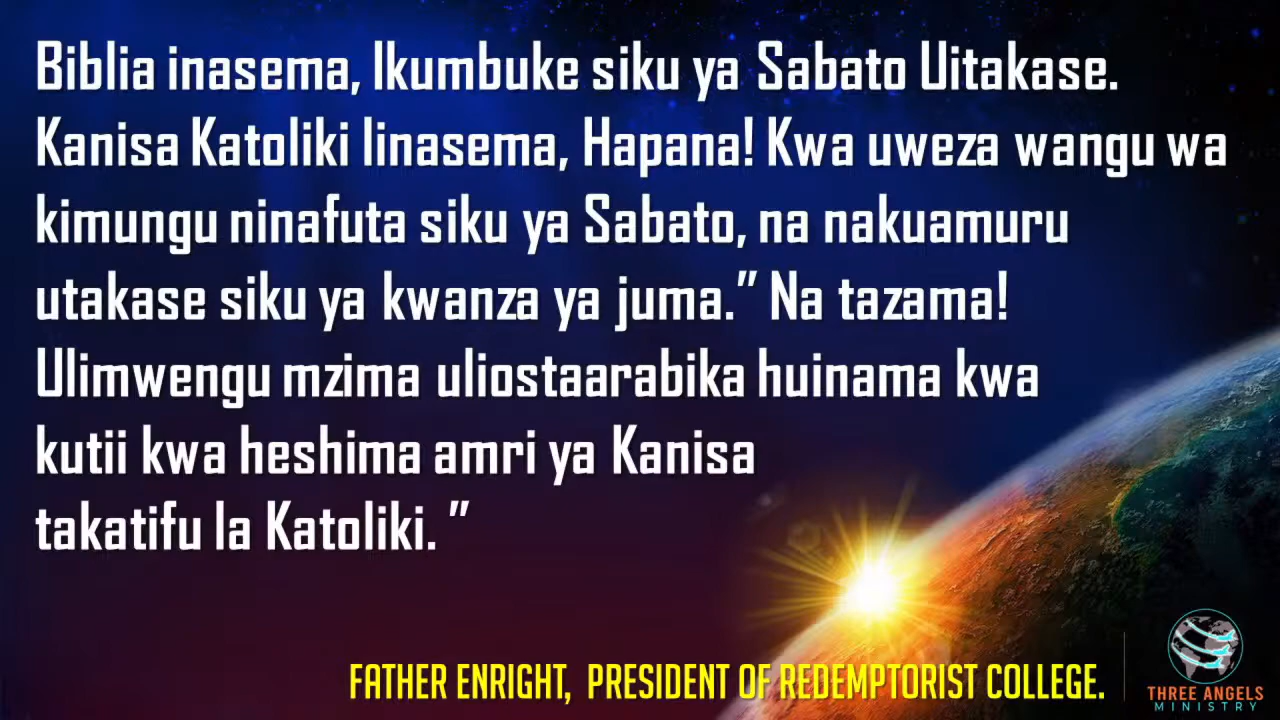 Biblia inasema, Ikumbuke siku ya Sabato Uitakase.
Kanisa Katoliki linasema, Hapana! Kwa uweza wangu wa
kimungu ninafuta siku ya Sabato, na nakuamuru
utakase siku ya kwanza ya juma.” Na tazama!
Ulimwengu mzima uliostaarabika huinama kwa
kutii kwa heshima amri ya Kanisa
takatifu la Katoliki. ”
FATHER ENRIGHT, PRESIDENT OF REDEMPTORIST COLLEGE.
THREE ANGELS
MINISTRY